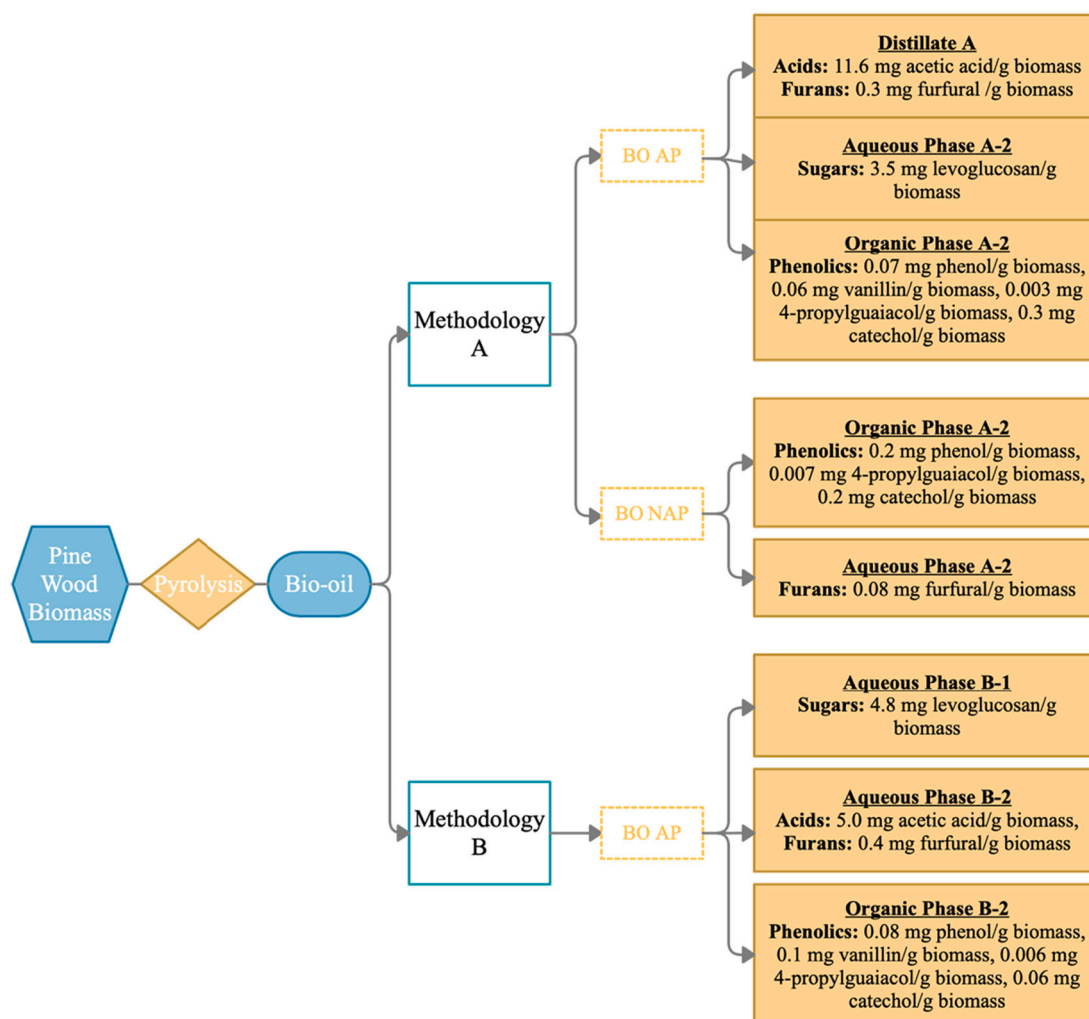 Pine
Wood
Biomass
Pyrolysis
Bio-oil
Methodology
A
BO AP
Distillate A
Acids: 11.6 mg acetic acid/g biomass
Furans: 0.3 mg furfural /g biomass
Aqueous Phase A-2
Sugars: 3.5 mg levoglucosan/g
biomass
Organic Phase A-2
Phenolics: 0.07 mg phenol/g biomass,
0.06 mg vanillin/g biomass, 0.003 mg
4-propylguaiacol/g biomass, 0.3 mg
catechol/g biomass
BO NAP
Organic Phase A-2
Phenolics: 0.2 mg phenol/g biomass,
0.007 mg 4-propylguaiacol/g biomass,
0.2 mg catechol/g biomass
Aqueous Phase A-2
Furans: 0.08 mg furfural/g biomass
Methodology
B
BO AP
Aqueous Phase B-1
Sugars: 4.8 mg levoglucosan/g
biomass
Aqueous Phase B-2
Acids: 5.0 mg acetic acid/g biomass,
Furans: 0.4 mg furfural/g biomass
Organic Phase B-2
Phenolics: 0.08 mg phenol/g biomass,
0.1 mg vanillin/g biomass, 0.006 mg
4-propylguaiacol/g biomass, 0.06 mg
catechol/g biomass